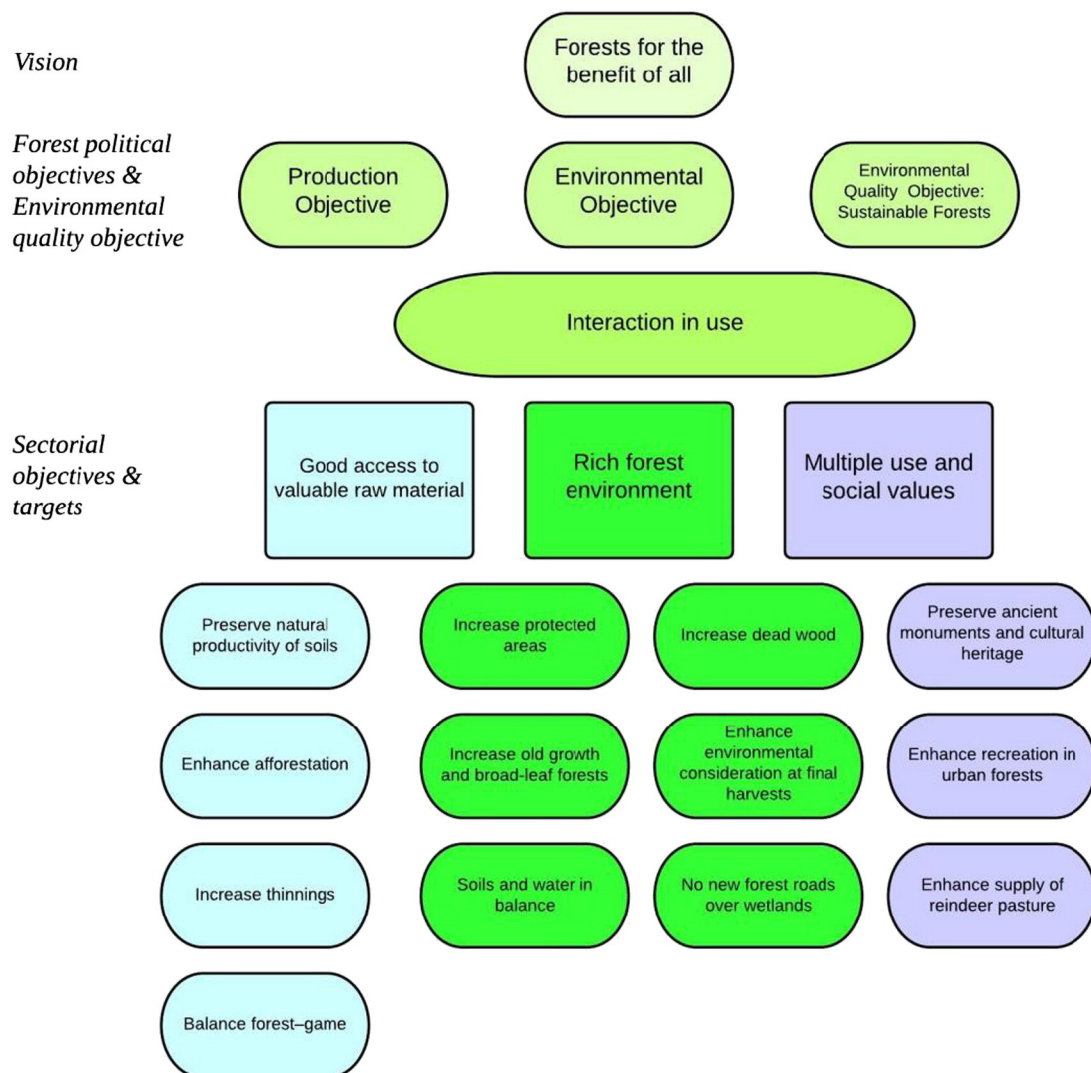 Vision
Forests for the
benefit of all
Forest political
objectives &
Environmental
quality objective
Production
Objective
Environmental
Objective
Environmental
Quality Objective:
Sustainable Forests
Interaction in use
Sectorial
objectives &
targets
Good access to
valuable raw material
Rich forest
environment
Multiple use and
social values
Preserve natural
productivity of soils
Increase protected
areas
Increase dead wood
Preserve ancient
monuments and cultural
heritage
Enhance afforestation
Increase old growth
and broad-leaf forests
Enhance
environmental
consideration at final
harvests
Enhance recreation in
urban forests
Increase thinnings
Soils and water in
balance
No new forest roads
over wetlands
Enhance supply of
reindeer pasture
Balance forest–game